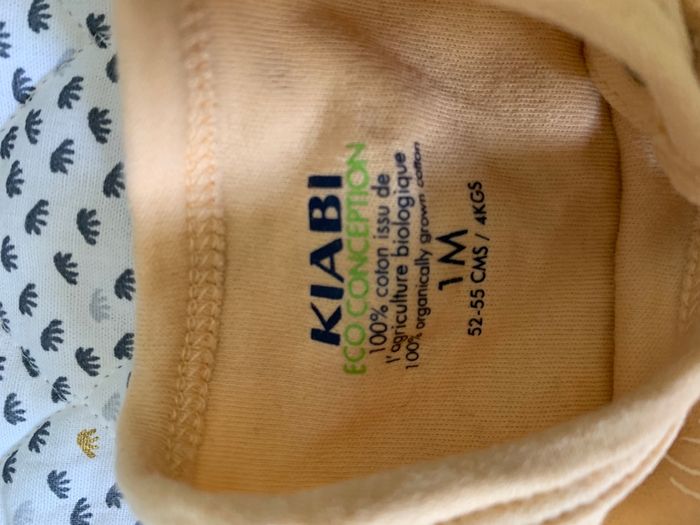 KIABI
ECO CONCEPTION
100% coton issu de
l'agriculture biologique
100% organically grown cotton
1M
52-55 CMS / 4KGS